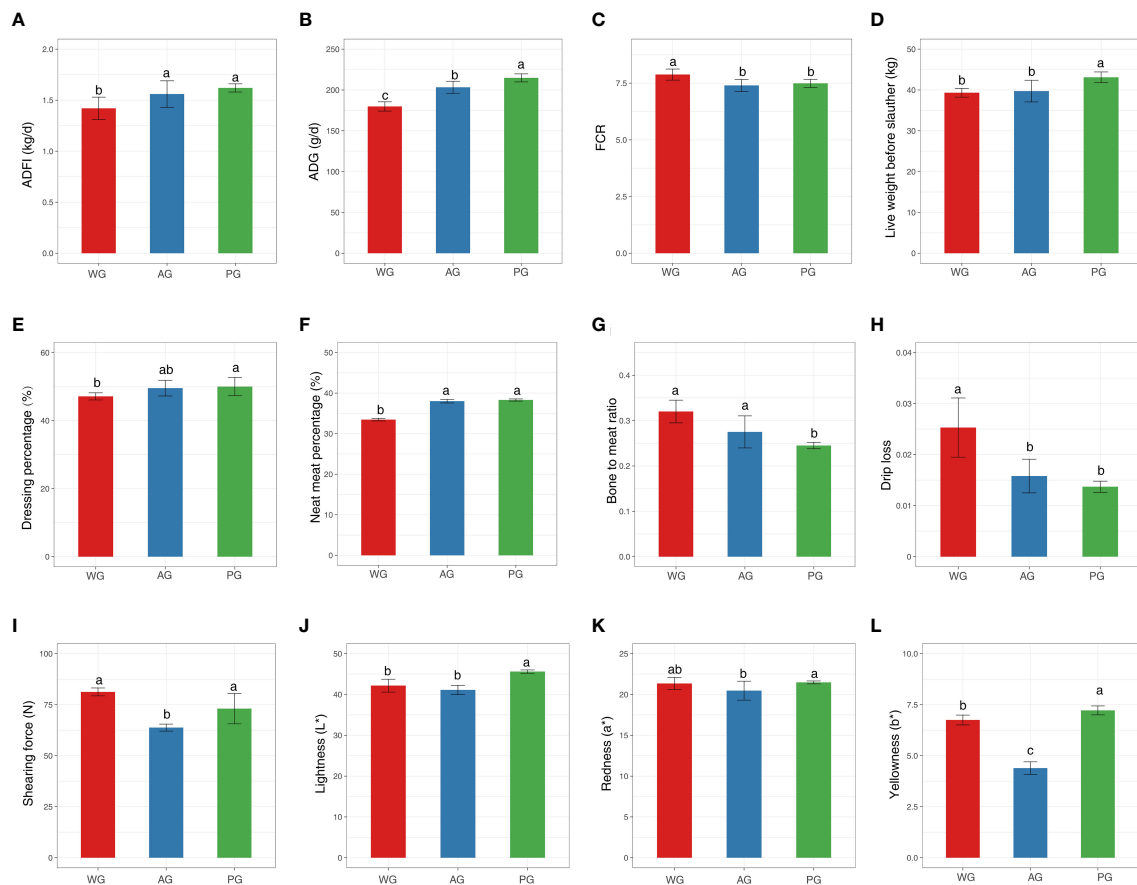 A
ADFI (kg/d)
2.0
1.5
1.0
0.5
0.0
b
a
a
WG AG PG
B
ADG (g/d)
250
200
150
100
50
0
c
b
a
WG AG PG
C
FCR
7.5
5.0
2.5
0.0
a
b
b
WG AG PG
D
Live weight before slauther (kg)
50
40
30
20
10
0
b
b
a
WG AG PG
E
Dressing percentage (%)
60
40
20
0
b
ab
a
WG AG PG
F
Neat meat percentage (%)
50
40
30
20
10
0
b
a
a
WG AG PG
G
Bone to meat ratio
0.4
0.3
0.2
0.1
0.0
a
a
b
WG AG PG
H
Drip loss
0.04
0.03
0.02
0.01
0
a
b
b
WG AG PG
I
Shearing force (N)
100
75
50
25
0
a
b
a
WG AG PG
J
Lightness (L*)
50
40
30
20
10
0
b
b
a
WG AG PG
K
Redness (a*)
25
20
15
10
5
0
ab
b
a
WG AG PG
L
Yellowness (b*)
10.0
7.5
5.0
2.5
0.0
b
c
a
WG AG PG